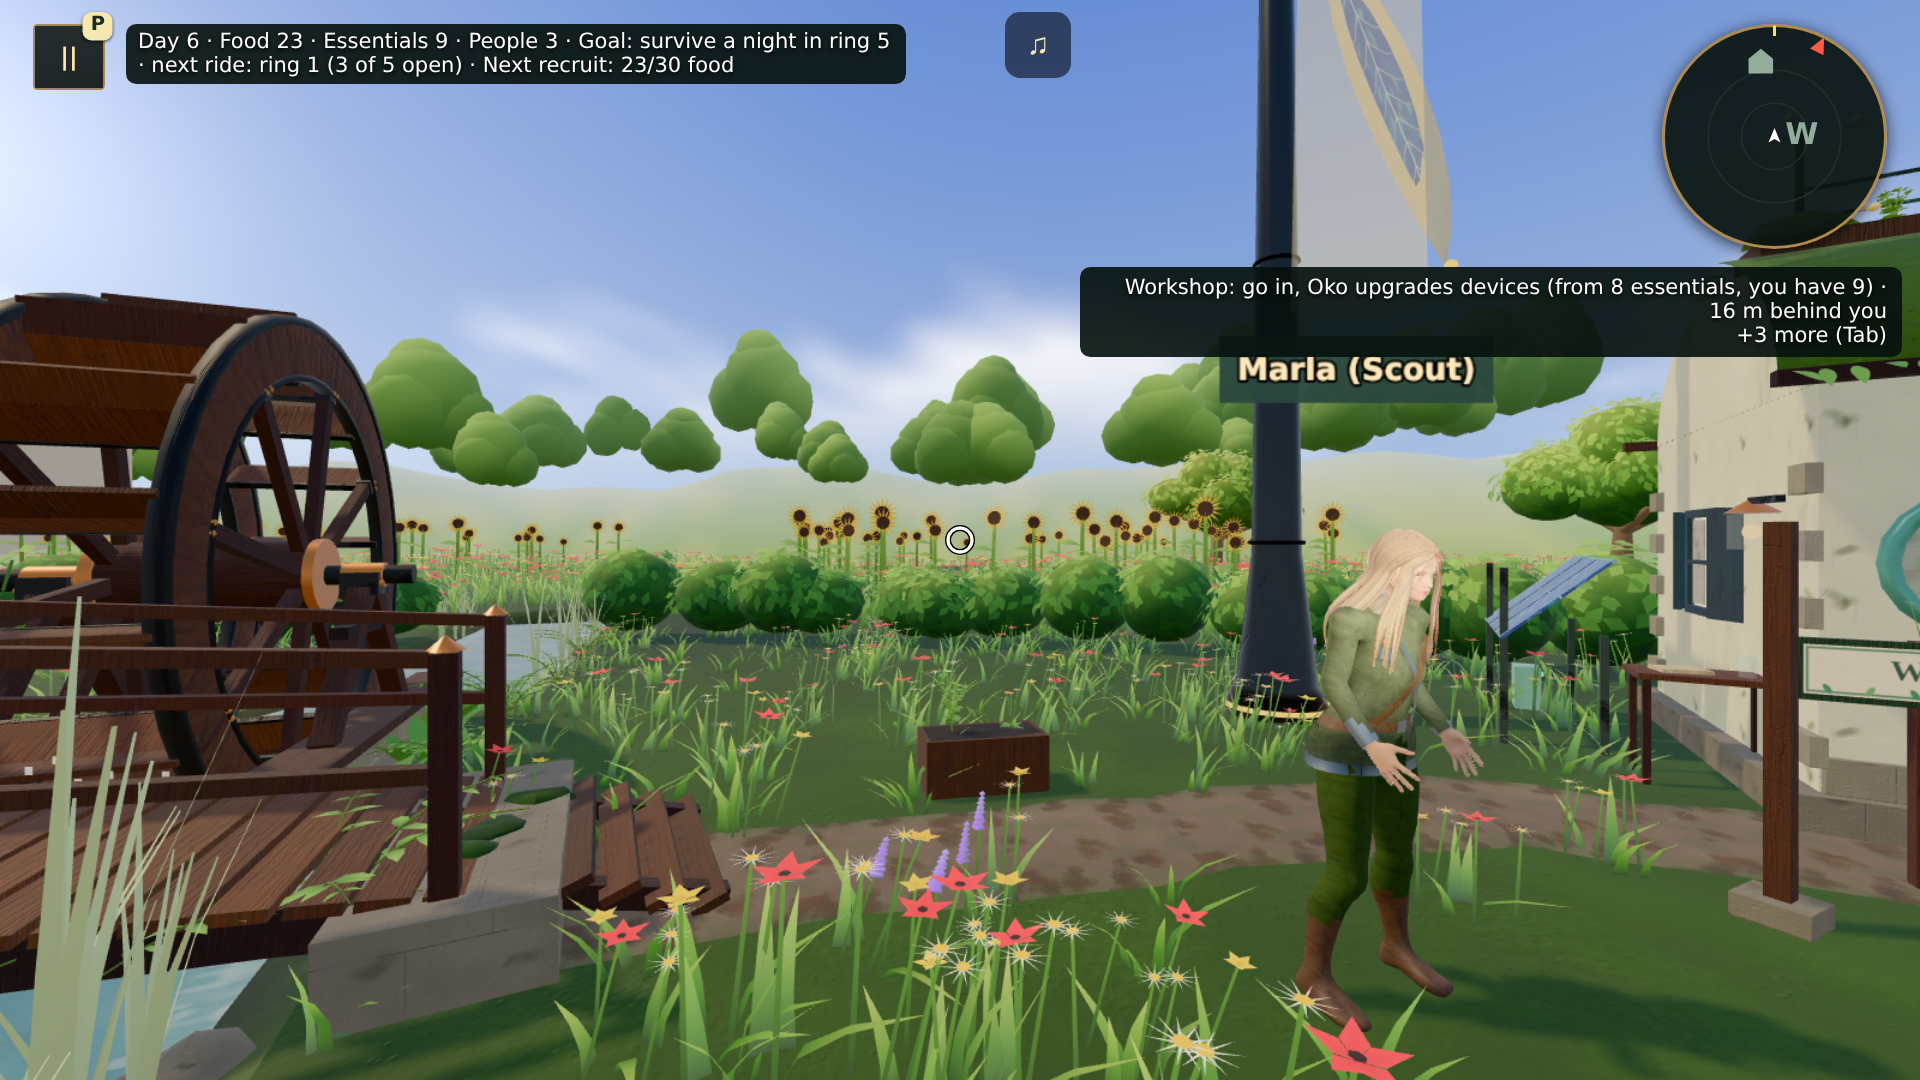 P
Day 6 · Food 23 · Essentials 9 · People 3 · Goal: survive a night in ring 5
· next ride: ring 1 (3 of 5 open) · Next recruit: 23/30 food
W
Workshop: go in, Oko upgrades devices (from 8 essentials, you have 9) ·
16 m behind you
+3 more (Tab)
Marla (Scout)